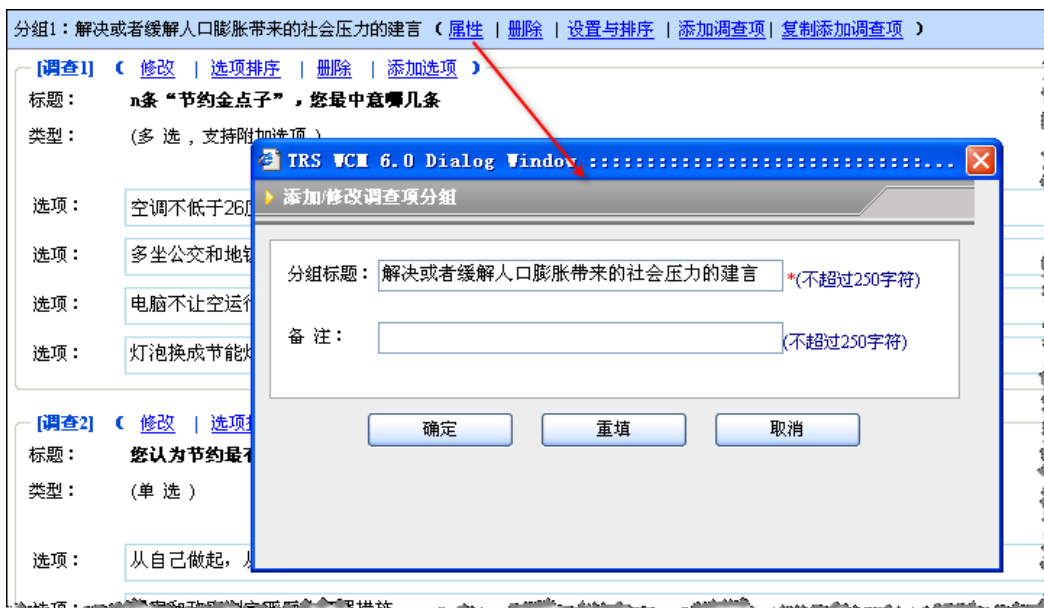 分组1：解决或者缓解人口膨胀带来的社会压力的建言 （ 属性 | 删除 | 设置与排序 | 添加调查项| 复制添加调查项 ）
[调查1] （ 修改 | 选项排序 | 删除 | 添加选项 ）
标题： n条“节约金点子”，您最中意哪几条
类型： (多 选 , 支持附加选项 )
选项： 空调不低于26
选项： 多坐公交和地
选项： 电脑不让空运行
选项： 灯泡换成节能
[调查2] （ 修改 | 选项
标题： 您认为节约最
类型： (单 选 )
选项： 从自己做起，
TRS WCM 6.0 Dialog Window :::::::::::::::::::::::::::::...
添加/修改调查项分组
分组标题： 解决或者缓解人口膨胀带来的社会压力的建言 *(不超过250字符)
备 注： (不超过250字符)
确定 重填 取消